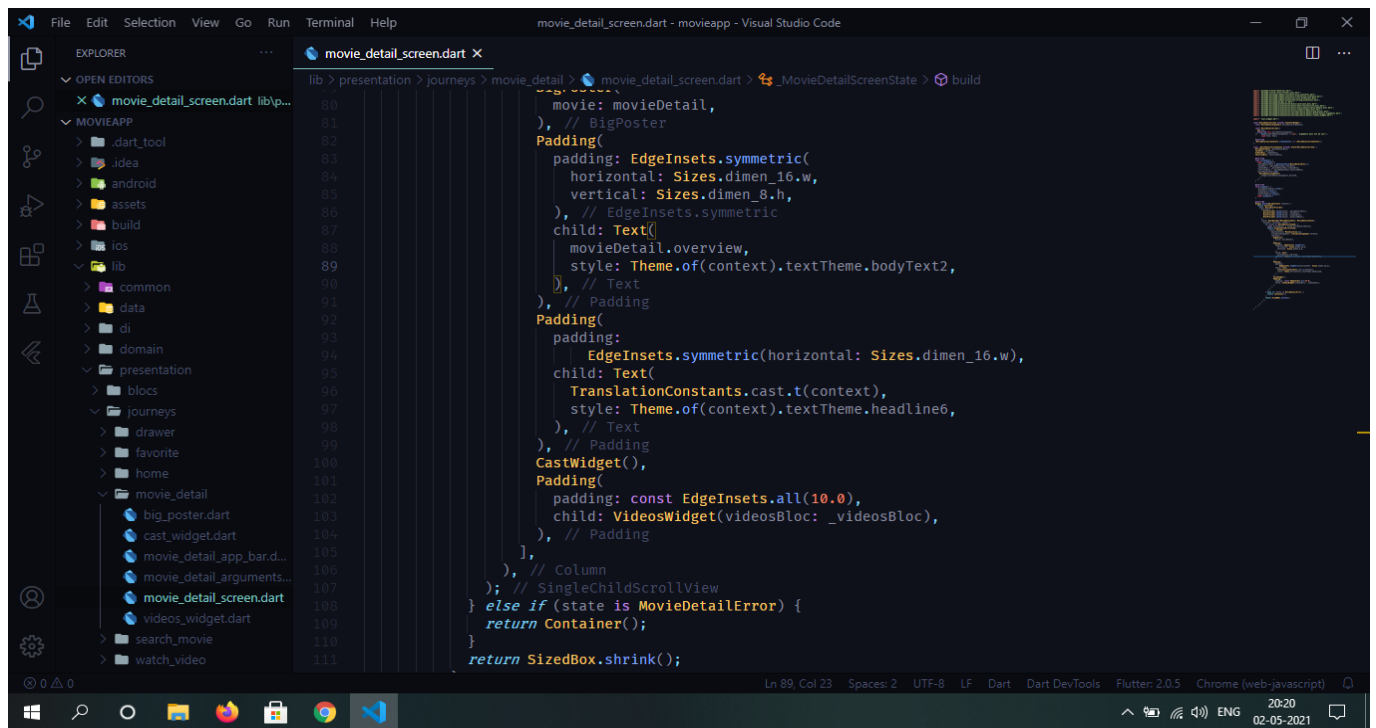 File Edit Selection View Go Run Terminal Help movie_detail_screen.dart - movieapp - Visual Studio Code
EXPLORER
OPEN EDITORS
movie_detail_screen.dart lib\p...
MOVIEAPP
.dart_tool
.idea
android
assets
build
ios
lib
common
data
di
domain
presentation
blocs
journeys
drawer
favorite
home
movie_detail
big_poster.dart
cast_widget.dart
movie_detail_app_bar.d...
movie_detail_arguments...
movie_detail_screen.dart
videos_widget.dart
search_movie
watch_video
movie_detail_screen.dart
lib > presentation > journeys > movie_detail > movie_detail_screen.dart > _MovieDetailScreenState > build
80 movie: movieDetail,
81 ), // BigPoster
82 Padding(
83 padding: EdgeInsets.symmetric(
84 horizontal: Sizes.dimen_16.w,
85 vertical: Sizes.dimen_8.h,
86 ), // EdgeInsets.symmetric
87 child: Text(
88 movieDetail.overview,
89 style: Theme.of(context).textTheme.bodyText2,
90 ), // Text
91 ), // Padding
92 Padding(
93 padding:
94 EdgeInsets.symmetric(horizontal: Sizes.dimen_16.w),
95 child: Text(
96 TranslationConstants.cast.t(context),
97 style: Theme.of(context).textTheme.headline6,
98 ), // Text
99 ), // Padding
100 CastWidget(),
101 Padding(
102 padding: const EdgeInsets.all(10.0),
103 child: VideosWidget(videosBloc: _videosBloc),
104 ), // Padding
105 ],
106 ), // Column
107 ); // SingleChildScrollView
108 } else if (state is MovieDetailError) {
109 return Container();
110 }
111 return SizedBox.shrink();
0 0 Ln 89, Col 23 Spaces: 2 UTF-8 LF Dart Dart DevTools Flutter: 2.0.5 Chrome (web-javascript)
ENG 20:20
02-05-2021